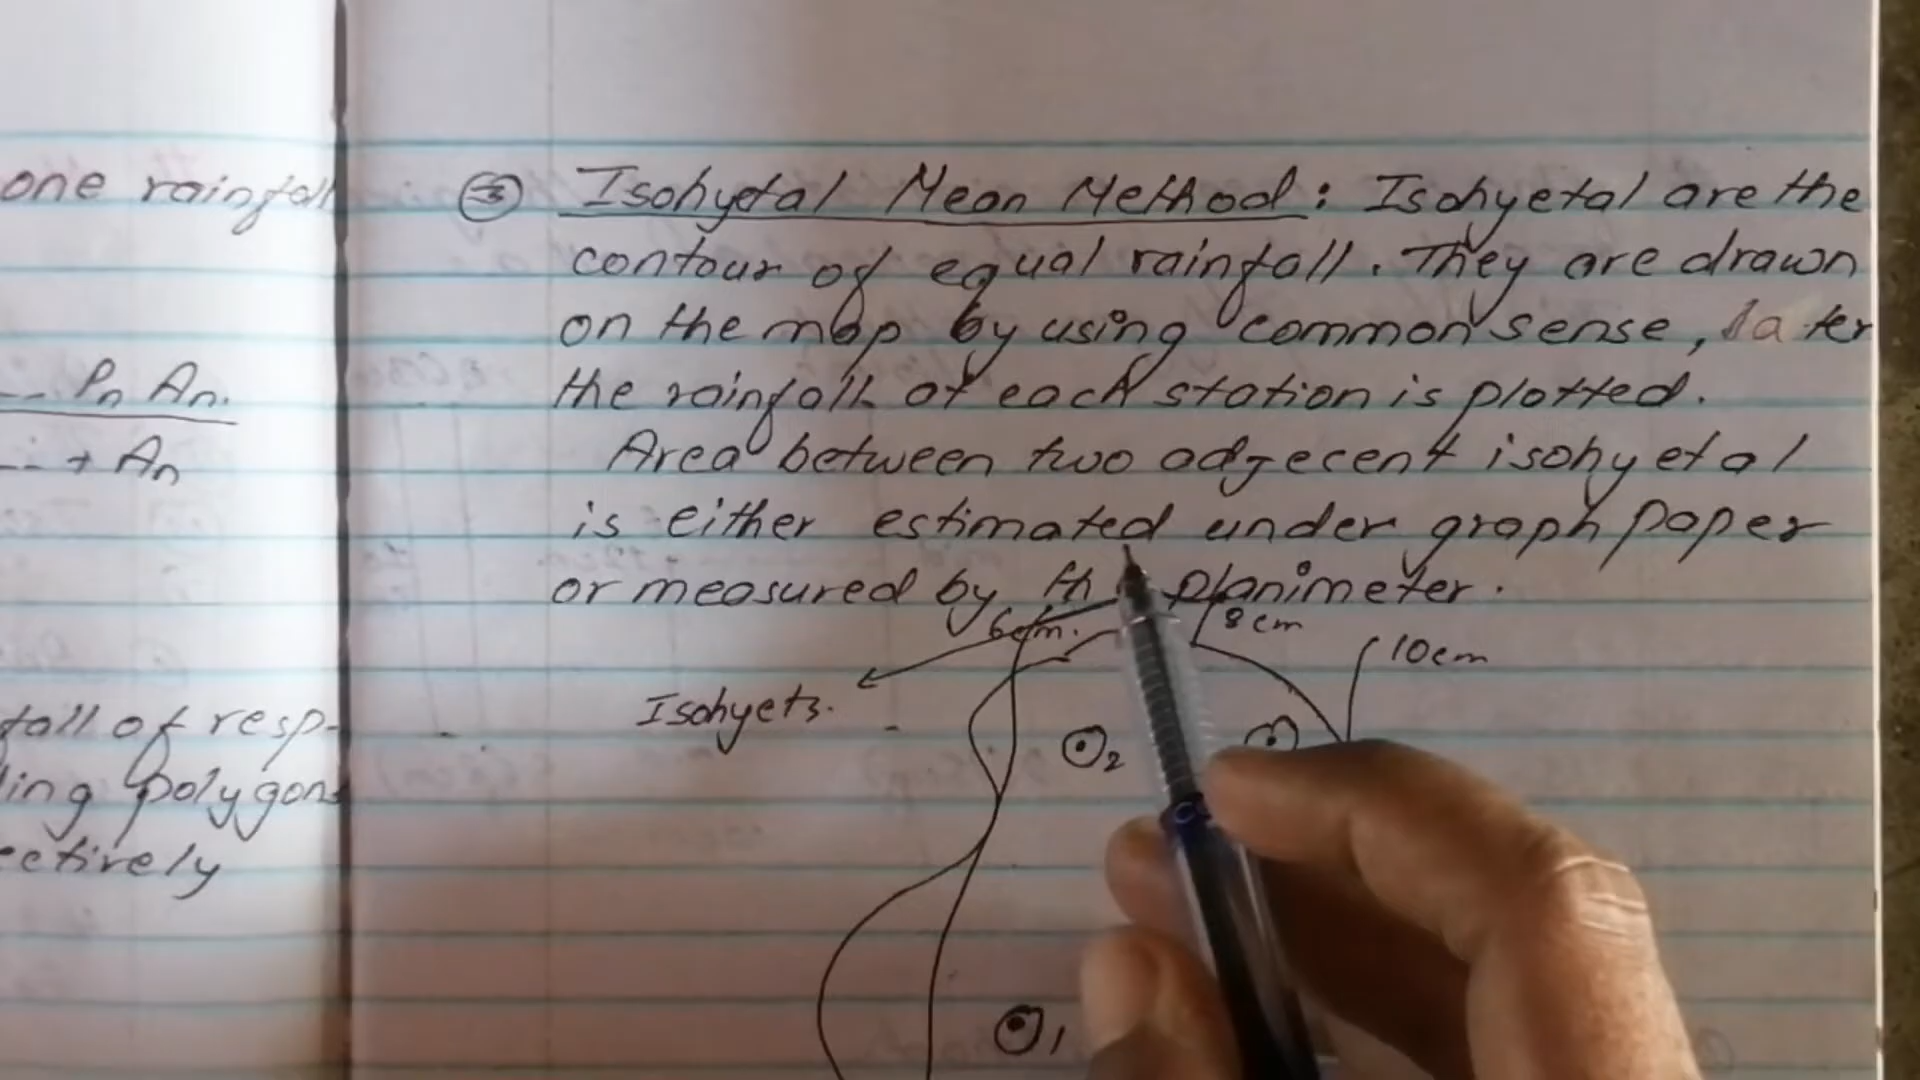 one rainfall
-- Pn An.
-- + An
fall of resp-
ling polygons
ectively
③ Isohyetal Mean Method: Isohyetal are the
contour of equal rainfall. They are drawn
on the map by using common sense, later
the rainfall of each station is plotted.
Area between two adjecent isohyetal
is either estimated under graph paper
or measured by th planimeter.
6cm. 8cm
10cm
Isohyets.
2
1